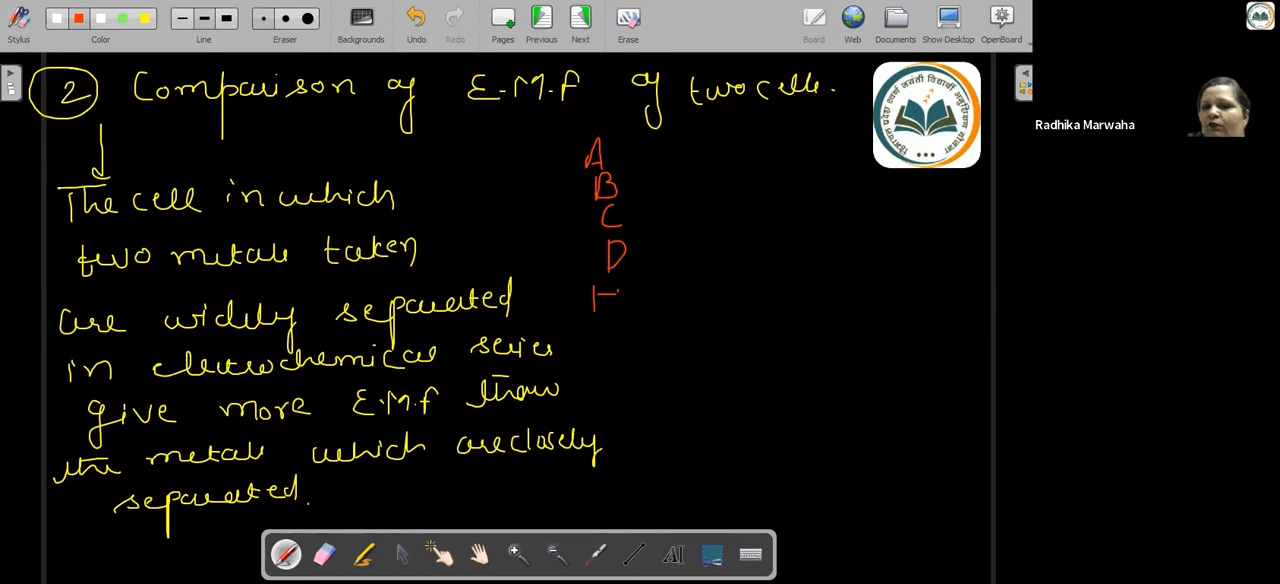 Stylus
Color
Line
Eraser
Backgrounds
Undo
Redo
Pages
Previous
Next
Erase
Board
Web
Documents
Show Desktop
OpenBoard
2 Comparison of E.M.F of two cells.
The cell in which
two metals taken
are widely separated
in electrochemical series
give more E.M.F than
the metals which are closely
separated.
A
B
C
D
Radhika Marwaha
AI